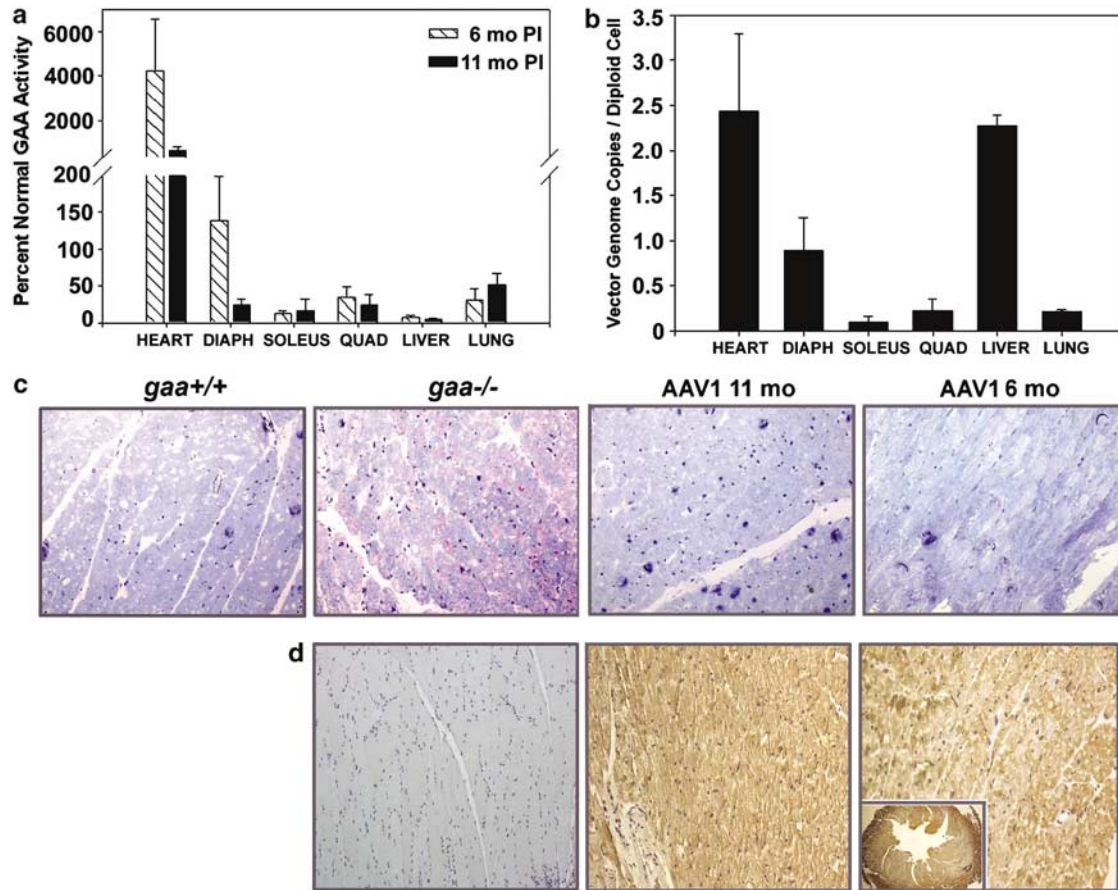 a
Percent Normal GAA Activity
6000
4000
2000
200
150
100
50
0
6 mo PI
11 mo PI
HEART DIAPH SOLEUS QUAD LIVER LUNG
b
Vector Genome Copies / Diploid Cell
3.5
3.0
2.5
2.0
1.5
1.0
0.5
0
HEART DIAPH SOLEUS QUAD LIVER LUNG
c
gaa+/+ gaa-/- AAV1 11 mo AAV1 6 mo
d